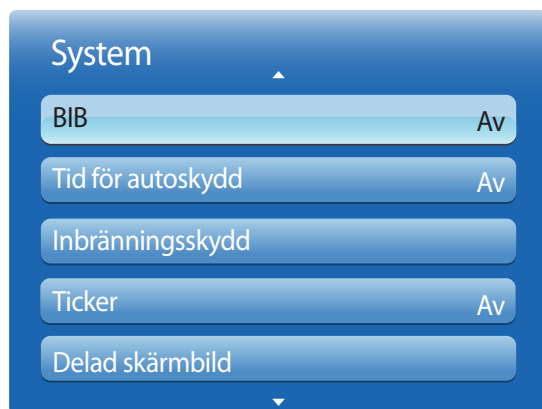 System
BIB Av
Tid för autoskydd Av
Inbränningsskydd
Ticker Av
Delad skärmbild